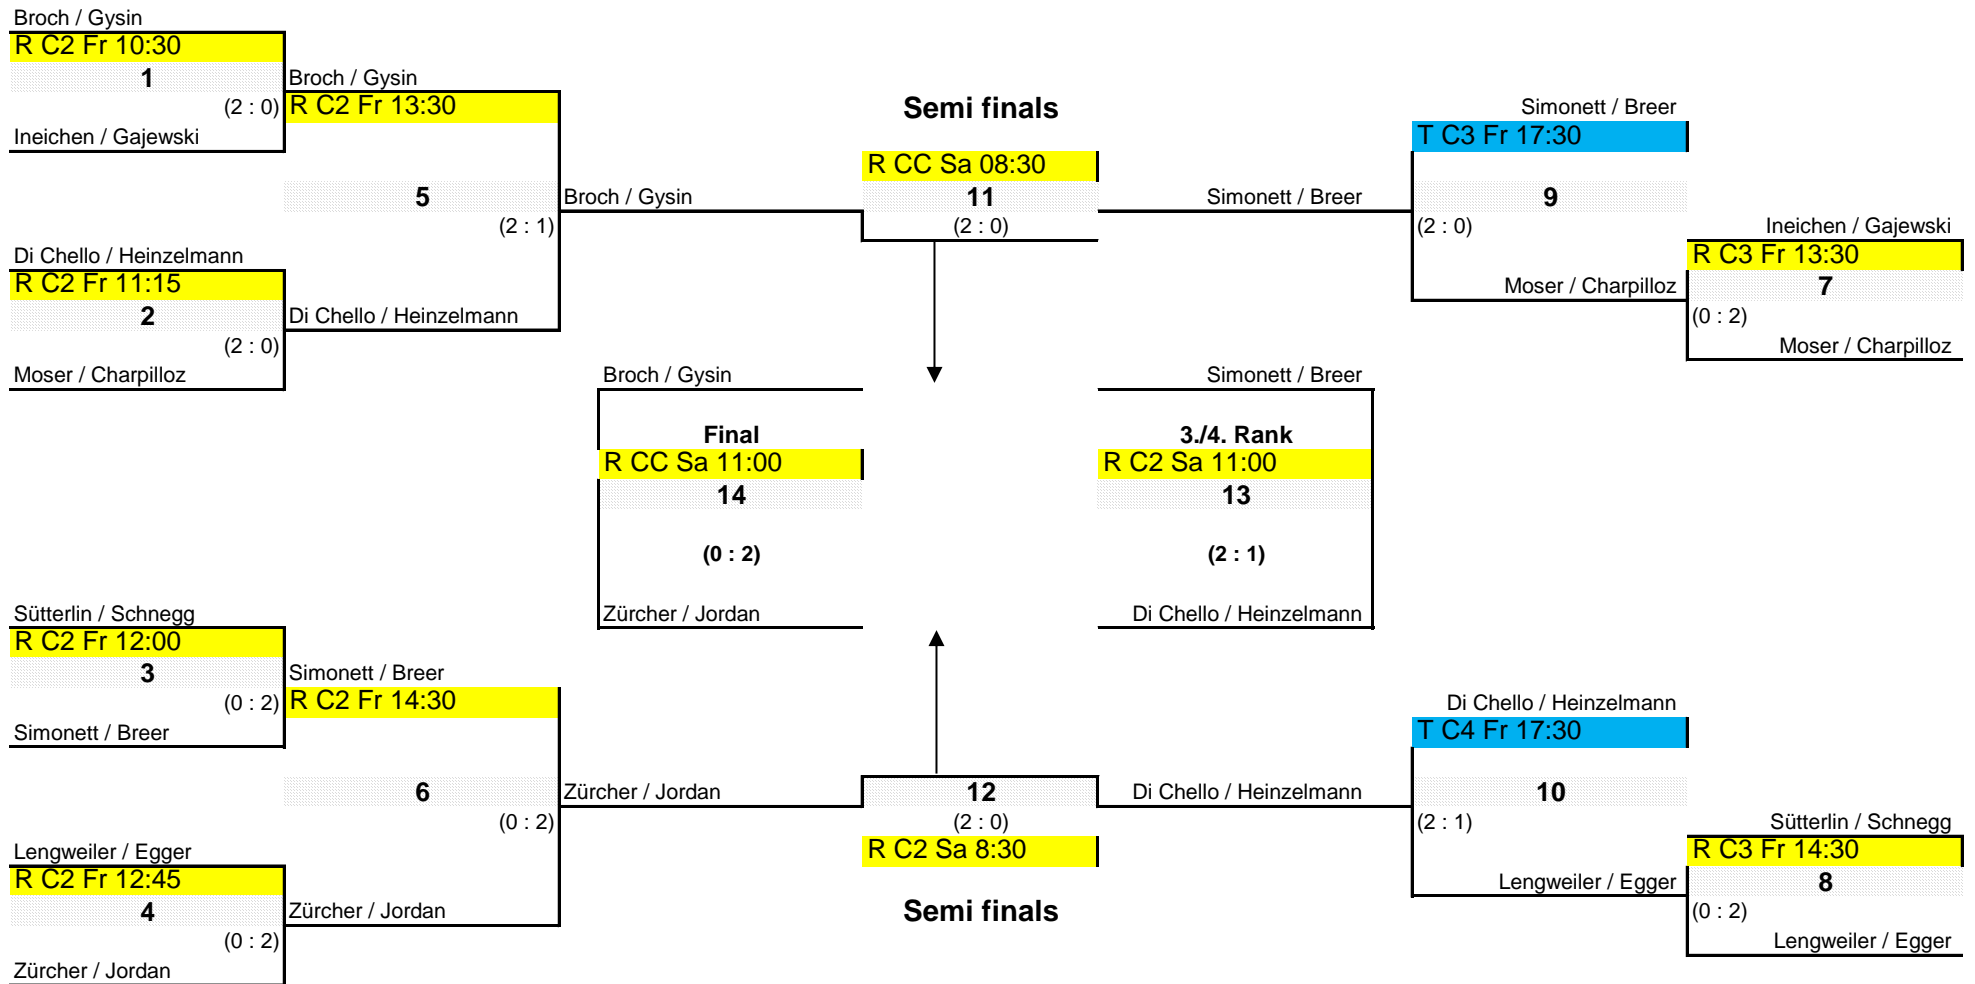 Broch / Gysin
R C2 Fr 10:30
1
(2 : 0)
Ineichen / Gajewski
Broch / Gysin
R C2 Fr 13:30
5
(2 : 1)
Di Chello / Heinzelmann
R C2 Fr 11:15
2
(2 : 0)
Moser / Charpilloz
Di Chello / Heinzelmann
Broch / Gysin
Semi finals
R CC Sa 08:30
11
(2 : 0)
Simonett / Breer
Simonett / Breer
T C3 Fr 17:30
9
(2 : 0)
Moser / Charpilloz
Ineichen / Gajewski
R C3 Fr 13:30
7
(0 : 2)
Moser / Charpilloz
Broch / Gysin
Final
R CC Sa 11:00
14
(0 : 2)
Zürcher / Jordan
Simonett / Breer
3./4. Rank
R C2 Sa 11:00
13
(2 : 1)
Di Chello / Heinzelmann
Sütterlin / Schnegg
R C2 Fr 12:00
3
(0 : 2)
Simonett / Breer
Simonett / Breer
R C2 Fr 14:30
6
(0 : 2)
Lengweiler / Egger
R C2 Fr 12:45
4
(0 : 2)
Zürcher / Jordan
Zürcher / Jordan
Zürcher / Jordan
12
(2 : 0)
R C2 Sa 8:30
Semi finals
Di Chello / Heinzelmann
Di Chello / Heinzelmann
T C4 Fr 17:30
10
(2 : 1)
Lengweiler / Egger
Sütterlin / Schnegg
R C3 Fr 14:30
8
(0 : 2)
Lengweiler / Egger